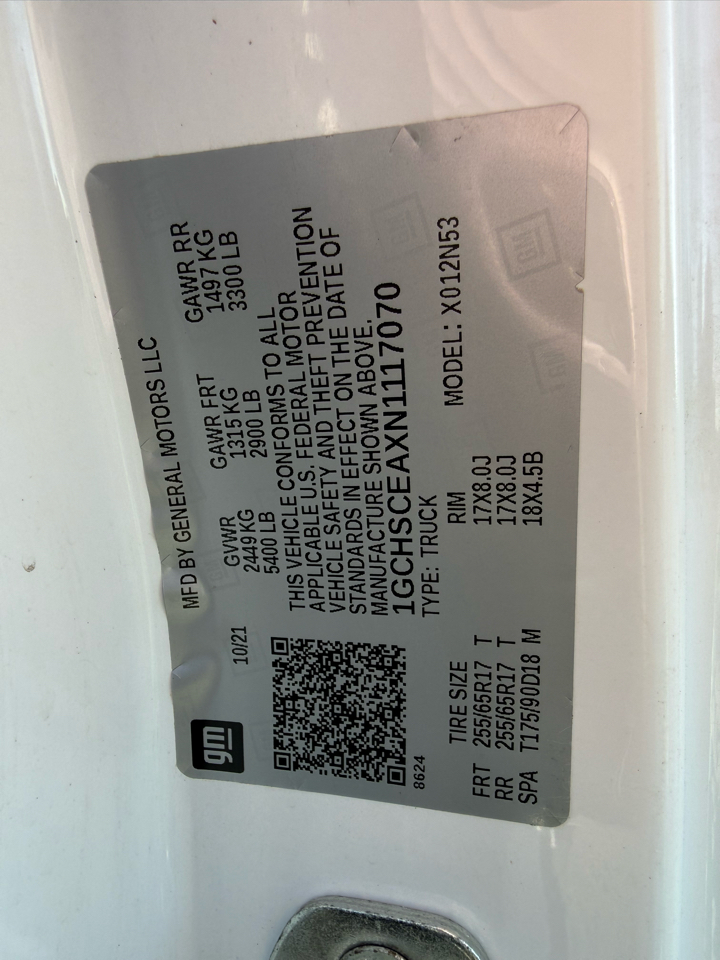 gm
MFD BY GENERAL MOTORS LLC
10/21
GVWR GAWR FRT GAWR RR
2449 KG 1315 KG 1497 KG
5400 LB 2900 LB 3300 LB
THIS VEHICLE CONFORMS TO ALL
APPLICABLE U.S. FEDERAL MOTOR
VEHICLE SAFETY AND THEFT PREVENTION
STANDARDS IN EFFECT ON THE DATE OF
MANUFACTURE SHOWN ABOVE.
1GCHSCEAXN1117070
8624
TYPE: TRUCK MODEL: X012N53
TIRE SIZE RIM
FRT 255/65R17 T 17X8.0J
RR 255/65R17 T 17X8.0J
SPA T175/90D18 M 18X4.5B
GM
GM